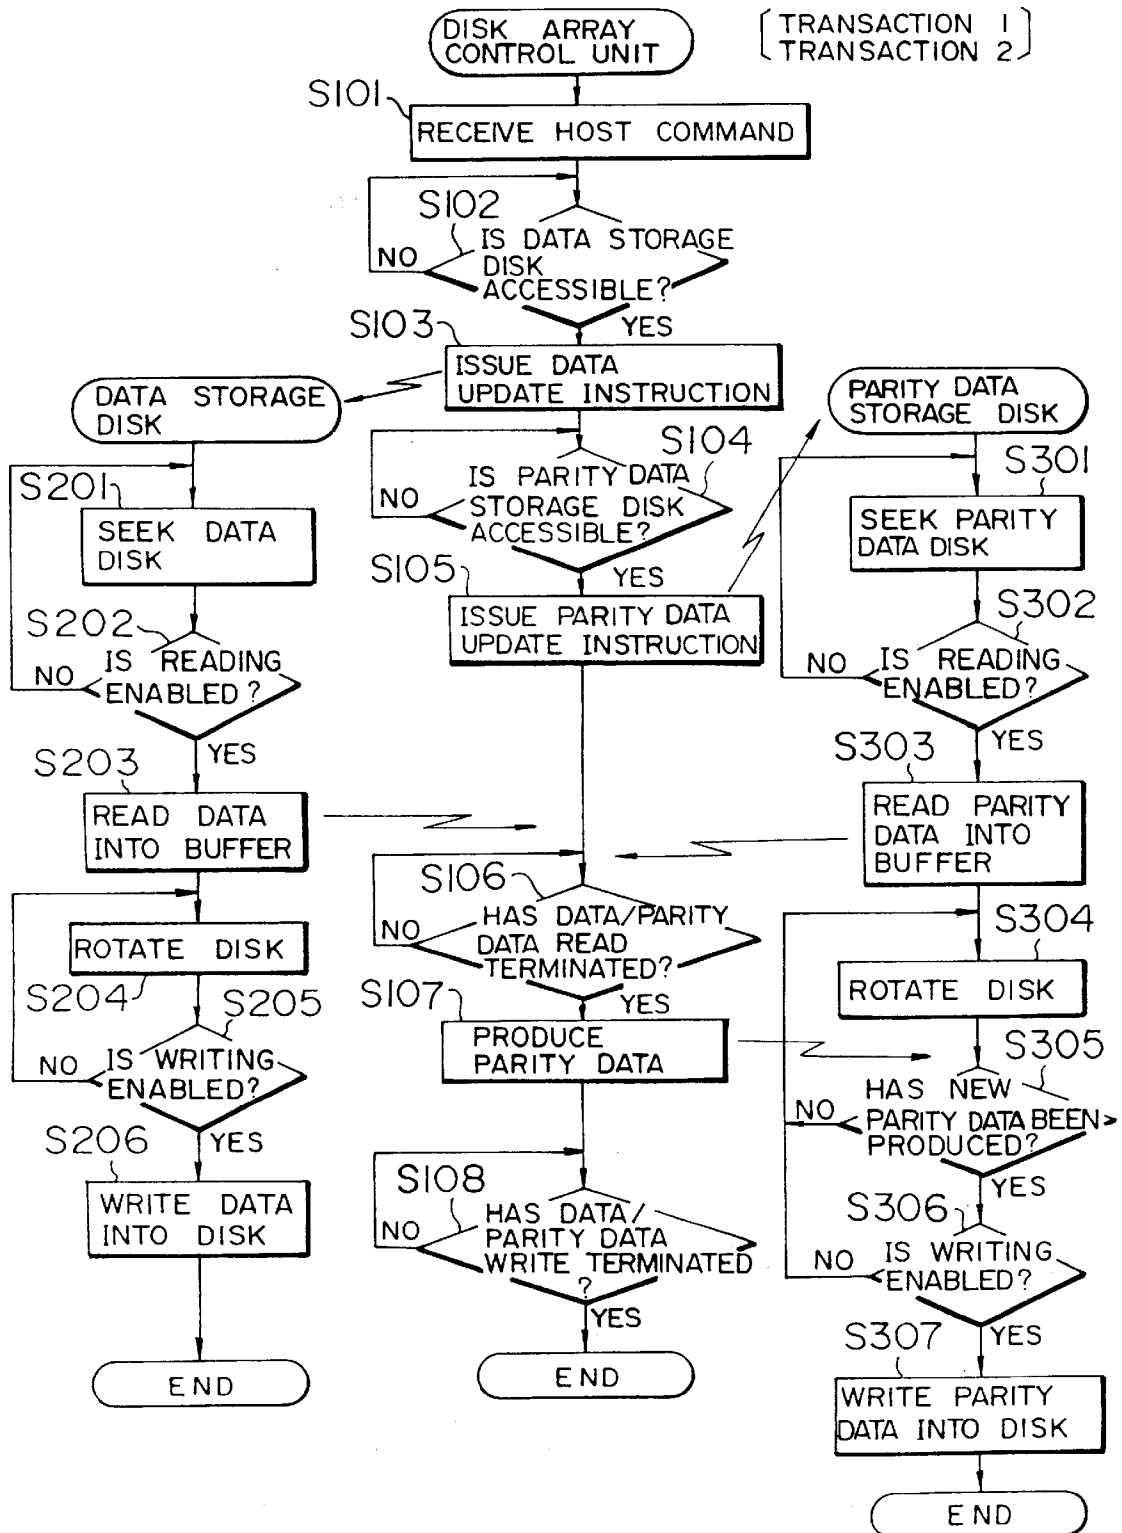 DISK ARRAY
CONTROL UNIT
TRANSACTION 1
TRANSACTION 2
S101
RECEIVE HOST COMMAND
S102
IS DATA STORAGE
DISK
ACCESSIBLE?
NO
YES
S103
ISSUE DATA
UPDATE INSTRUCTION
S104
IS PARITY DATA
STORAGE DISK
ACCESSIBLE?
NO
YES
S105
ISSUE PARITY DATA
UPDATE INSTRUCTION
S106
HAS DATA/PARITY
DATA READ
TERMINATED?
NO
YES
S107
PRODUCE
PARITY DATA
S108
HAS DATA/
PARITY DATA
WRITE TERMINATED
?
NO
YES
END
DATA STORAGE
DISK
S201
SEEK DATA
DISK
S202
IS READING
ENABLED?
NO
YES
S203
READ DATA
INTO BUFFER
ROTATE DISK
S204
S205
IS WRITING
ENABLED?
NO
YES
S206
WRITE DATA
INTO DISK
END
PARITY DATA
STORAGE DISK
S301
SEEK PARITY
DATA DISK
S302
IS READING
ENABLED?
NO
YES
S303
READ PARITY
DATA INTO
BUFFER
S304
ROTATE DISK
S305
HAS NEW
PARITY DATA BEEN
PRODUCED?
NO
YES
S306
IS WRITING
ENABLED?
NO
YES
S307
WRITE PARITY
DATA INTO DISK
END